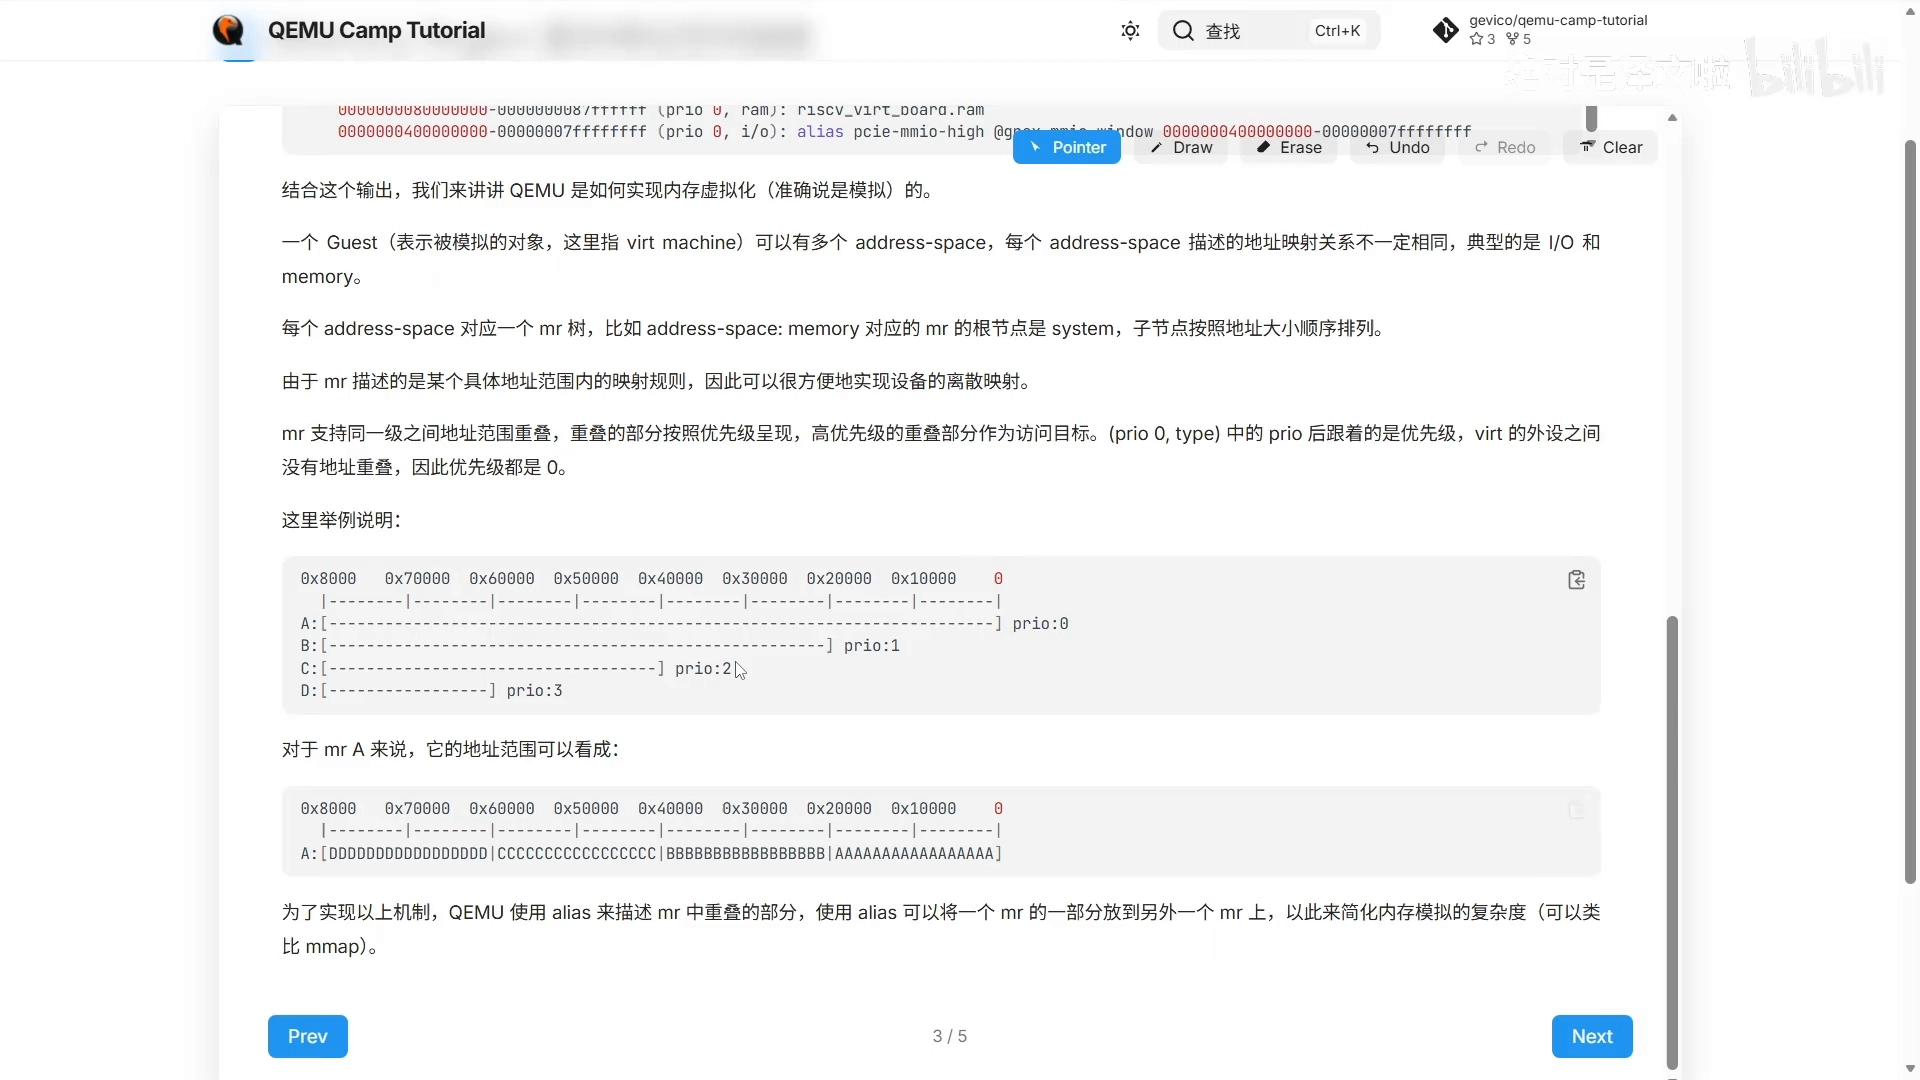 QEMU Camp Tutorial
查找
Ctrl+K
gevico/qemu-camp-tutorial
3 5
bilibili
0000000080000000-0000000087ffffff (prio 0, ram): riscv_virt_board.ram
0000000400000000-00000007ffffffff (prio 0, i/o): alias pcie-mmio-high @gpex_mmio_window 0000000400000000-00000007ffffffff
Pointer
Draw
Erase
Undo
Redo
Clear
结合这个输出，我们来讲讲 QEMU 是如何实现内存虚拟化（准确说是模拟）的。
一个 Guest（表示被模拟的对象，这里指 virt machine）可以有多个 address-space，每个 address-space 描述的地址映射关系不一定相同，典型的是 I/O 和
memory。
每个 address-space 对应一个 mr 树，比如 address-space: memory 对应的 mr 的根节点是 system，子节点按照地址大小顺序排列。
由于 mr 描述的是某个具体地址范围内的映射规则，因此可以很方便地实现设备的离散映射。
mr 支持同一级之间地址范围重叠，重叠的部分按照优先级呈现，高优先级的重叠部分作为访问目标。(prio 0, type) 中的 prio 后跟着的是优先级，virt 的外设之间
没有地址重叠，因此优先级都是 0。
这里举例说明：
0x8000   0x70000  0x60000  0x50000  0x40000  0x30000  0x20000  0x10000    0
|--------|--------|--------|--------|--------|--------|--------|--------|
A:[-----------------------------------------------------------------------] prio:0
B:[-----------------------------------------------------] prio:1
C:[-----------------------------------] prio:2
D:[-----------------] prio:3
对于 mr A 来说，它的地址范围可以看成：
0x8000   0x70000  0x60000  0x50000  0x40000  0x30000  0x20000  0x10000    0
|--------|--------|--------|--------|--------|--------|--------|--------|
A:[DDDDDDDDDDDDDDDDD|CCCCCCCCCCCCCCCCC|BBBBBBBBBBBBBBBBB|AAAAAAAAAAAAAAAAA]
为了实现以上机制，QEMU 使用 alias 来描述 mr 中重叠的部分，使用 alias 可以将一个 mr 的一部分放到另外一个 mr 上，以此来简化内存模拟的复杂度（可以类
比 mmap）。
Prev
3 / 5
Next